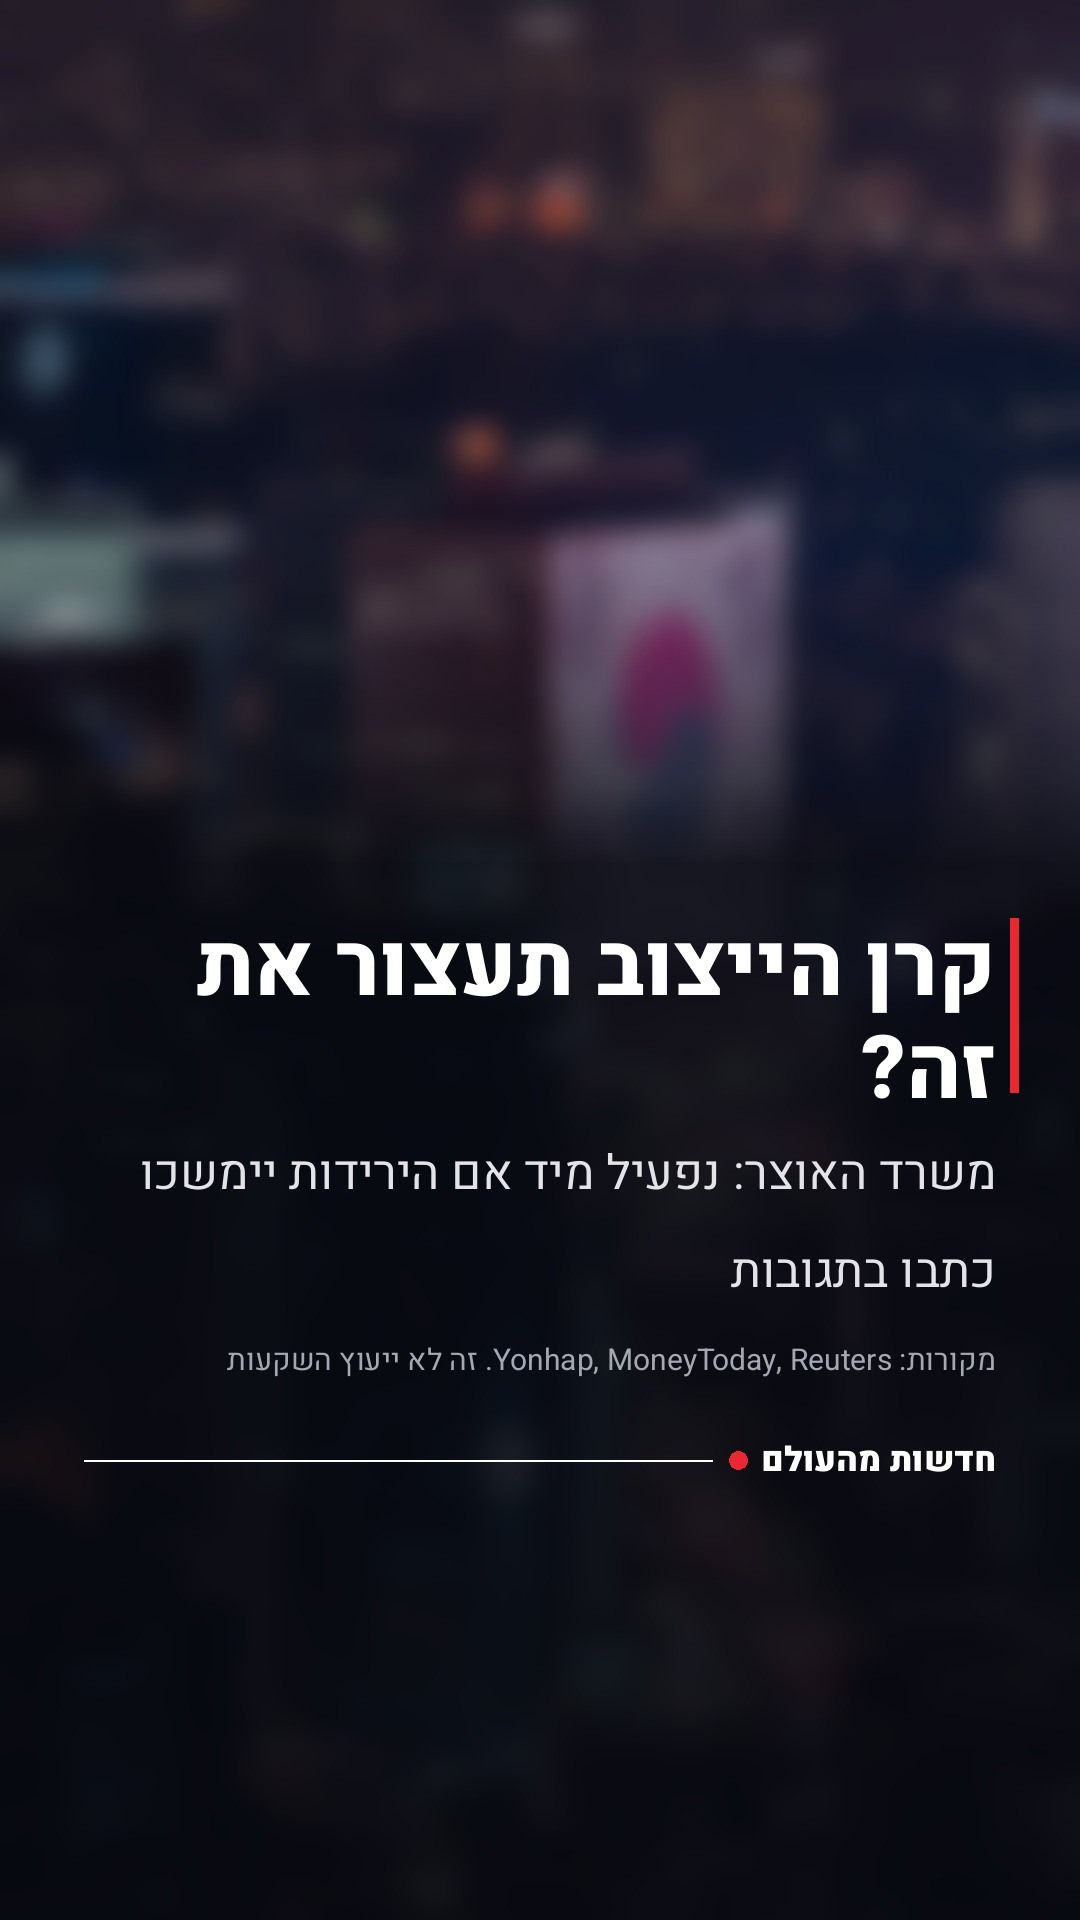 קרן הייצוב תעצור את
זה?
משרד האוצר: נפעיל מיד אם הירידות יימשכו
כתבו בתגובות
מקורות: Yonhap, MoneyToday, Reuters. זה לא ייעוץ השקעות
חדשות מהעולם